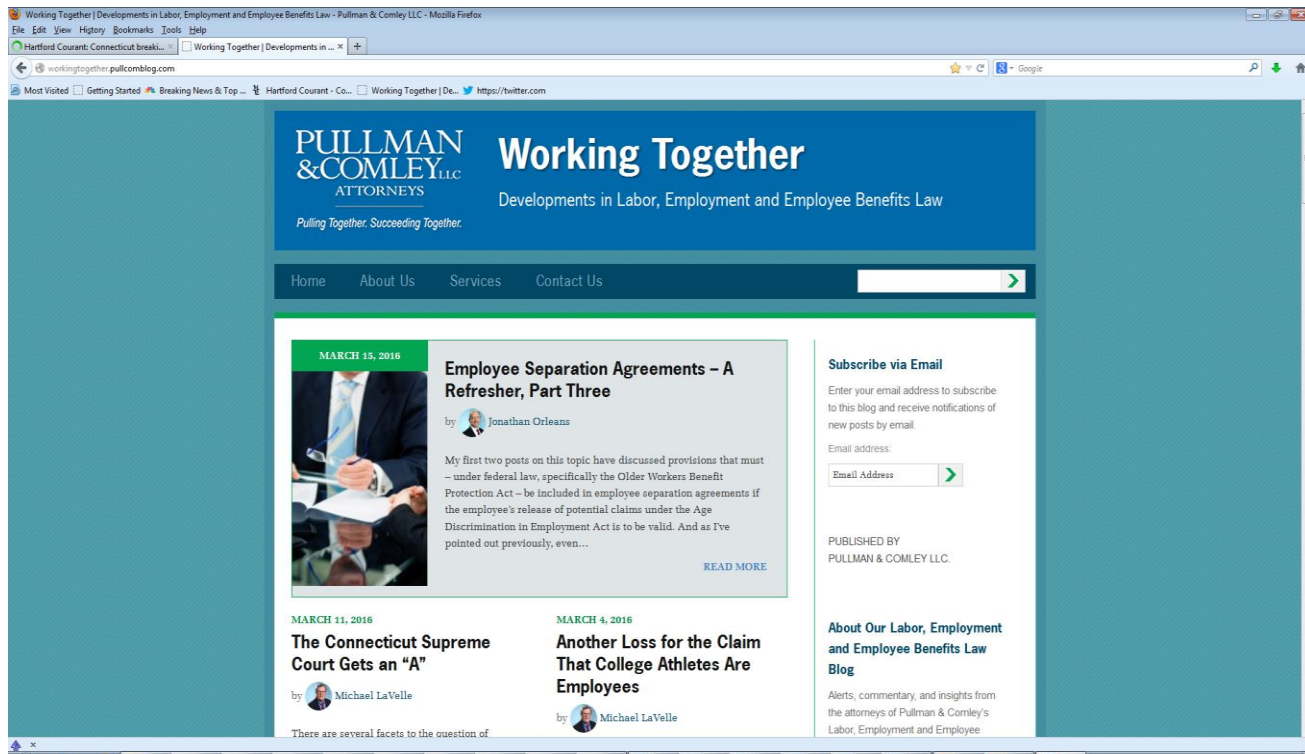 Working Together | Developments in Labor, Employment and Employee Benefits Law - Pullman & Comley LLC - Mozilla Firefox
File Edit View History Bookmarks Tools Help
Hartford Courant: Connecticut breaki... × Working Together | Developments in ... × +
workingtogether.pullcomblog.com Google
Most Visited Getting Started Breaking News & Top ... Hartford Courant - Co... Working Together | De... https://twitter.com
PULLMAN
&COMLEY LLC
ATTORNEYS
Pulling Together. Succeeding Together.
Working Together
Developments in Labor, Employment and Employee Benefits Law
Home About Us Services Contact Us
MARCH 15, 2016
Employee Separation Agreements – A
Refresher, Part Three
by Jonathan Orleans
My first two posts on this topic have discussed provisions that must
– under federal law, specifically the Older Workers Benefit
Protection Act – be included in employee separation agreements if
the employee's release of potential claims under the Age
Discrimination in Employment Act is to be valid. And as I've
pointed out previously, even…
READ MORE
MARCH 11, 2016
The Connecticut Supreme
Court Gets an “A”
by Michael LaVelle
There are several facets to the question of
MARCH 4, 2016
Another Loss for the Claim
That College Athletes Are
Employees
by Michael LaVelle
Subscribe via Email
Enter your email address to subscribe
to this blog and receive notifications of
new posts by email.
Email address:
Email Address
PUBLISHED BY
PULLMAN & COMLEY LLC.
About Our Labor, Employment
and Employee Benefits Law
Blog
Alerts, commentary, and insights from
the attorneys of Pullman & Comley's
Labor, Employment and Employee